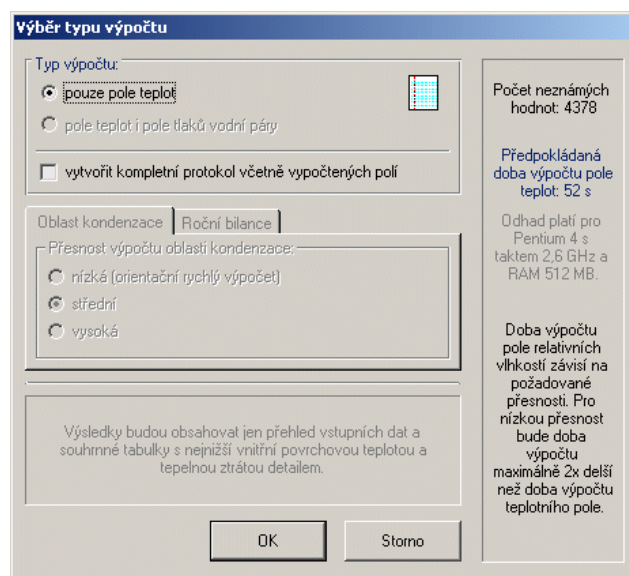 Výběr typu výpočtu
Typ výpočtu:
pouze pole teplot
pole teplot i pole tlaků vodní páry
vytvořit kompletní protokol včetně vypočtených polí
Oblast kondenzace
Roční bilance
Přesnost výpočtu oblasti kondenzace:
nízká (orientační rychlý výpočet)
střední
vysoká
Výsledky budou obsahovat jen přehled vstupních dat a
souhrnné tabulky s nejnižší vnitřní povrchovou teplotou a
tepelnou ztrátou detailem.
OK
Storno
Počet neznámých
hodnot: 4378
Předpokládaná
doba výpočtu pole
teplot: 52 s
Odhad platí pro
Pentium 4 s
taktem 2,6 GHz a
RAM 512 MB.
Doba výpočtu
pole relativních
vlhkostí závisí na
požadované
přesnosti. Pro
nízkou přesnost
bude doba
výpočtu
maximálně 2x delší
než doba výpočtu
teplotního pole.